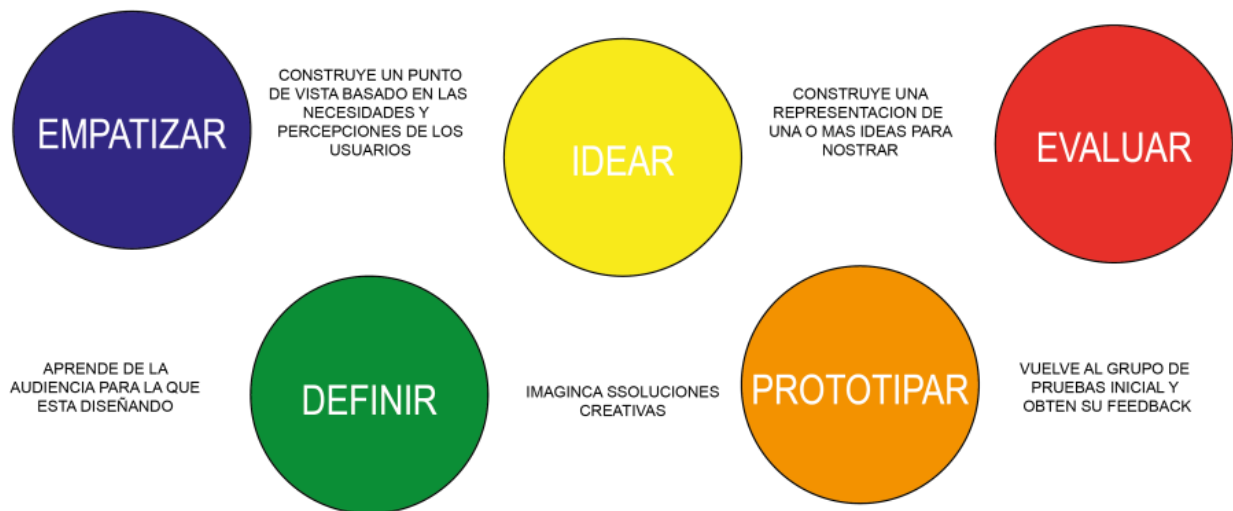 EMPATIZAR
APRENDE DE LA
AUDIENCIA PARA LA QUE
ESTA DISEÑANDO
CONSTRUYE UN PUNTO
DE VISTA BASADO EN LAS
NECESIDADES Y
PERCEPCIONES DE LOS
USUARIOS
DEFINIR
IDEAR
IMAGINCA SSOLUCIONES
CREATIVAS
CONSTRUYE UNA
REPRESENTACION DE
UNA O MAS IDEAS PARA
NOSTRAR
PROTOTIPAR
EVALUAR
VUELVE AL GRUPO DE
PRUEBAS INICIAL Y
OBTEN SU FEEDBACK